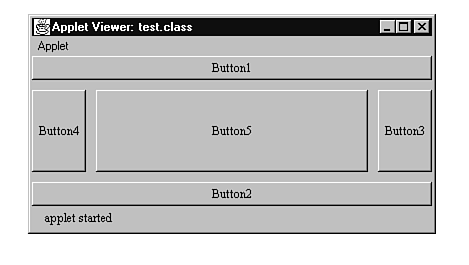 Applet Viewer: test.class
Applet
Button1
Button4 Button5 Button3
Button2
applet started